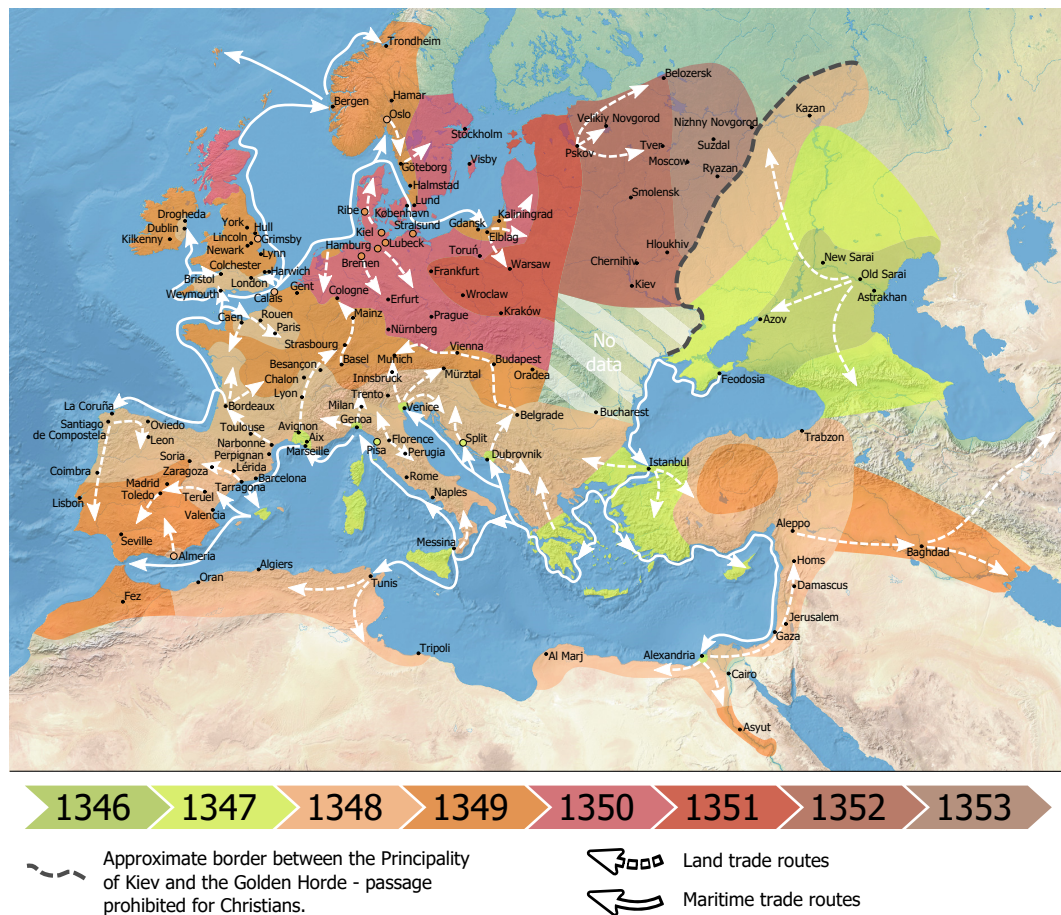 Trondheim
Belozersk
Hamar
Bergen
Kazan
Oslo
Velikiy Novgorod
Nizhny Novgorod
Stockholm
Tver
Suzdal
Pskov
Moscow
Visby
Göteborg
Ryazan
Halmstad
Smolensk
Lund
Ribe
København
Kaliningrad
Drogheda
York
Hull
Stralsund
Gdansk
Dublin
Kiel
Elbląg
Kilkenny
Lincoln
Grimsby
Hamburg
Lubeck
Hloukhiv
Newark
Lynn
Toruń
Bremen
Warsaw
Chernihiv
New Sarai
Colchester
Harwich
Frankfurt
Bristol
London
Old Sarai
Weymouth
Calais
Gent
Cologne
Erfurt
Wroclaw
Kiev
Astrakhan
Caen
Rouen
Mainz
Prague
Kraków
Azov
Paris
Nürnberg
Strasbourg
Vienna
No
data
Besançon
Basel
Munich
Budapest
Chalon
Innsbruck
Mürztal
Oradea
Feodosia
Lyon
Trento
La Coruña
Bordeaux
Milan
Venice
Belgrade
Bucharest
Santiago
de Compostela
Oviedo
Toulouse
Avignon
Genoa
Trabzon
Leon
Narbonne
Aix
Florence
Split
Perpignan
Marseille
Pisa
Perugia
Dubrovnik
Soria
Lérida
Istanbul
Coimbra
Zaragoza
Barcelona
Rome
Madrid
Tarragona
Lisbon
Toledo
Teruel
Naples
Valencia
Aleppo
Seville
Messina
Baghdad
Almería
Algiers
Homs
Oran
Tunis
Damascus
Fez
Jerusalem
Gaza
Tripoli
Al Marj
Alexandria
Cairo
Asyut
1346 1347 1348 1349 1350 1351 1352 1353
Approximate border between the Principality
of Kiev and the Golden Horde - passage
prohibited for Christians.
Land trade routes
Maritime trade routes